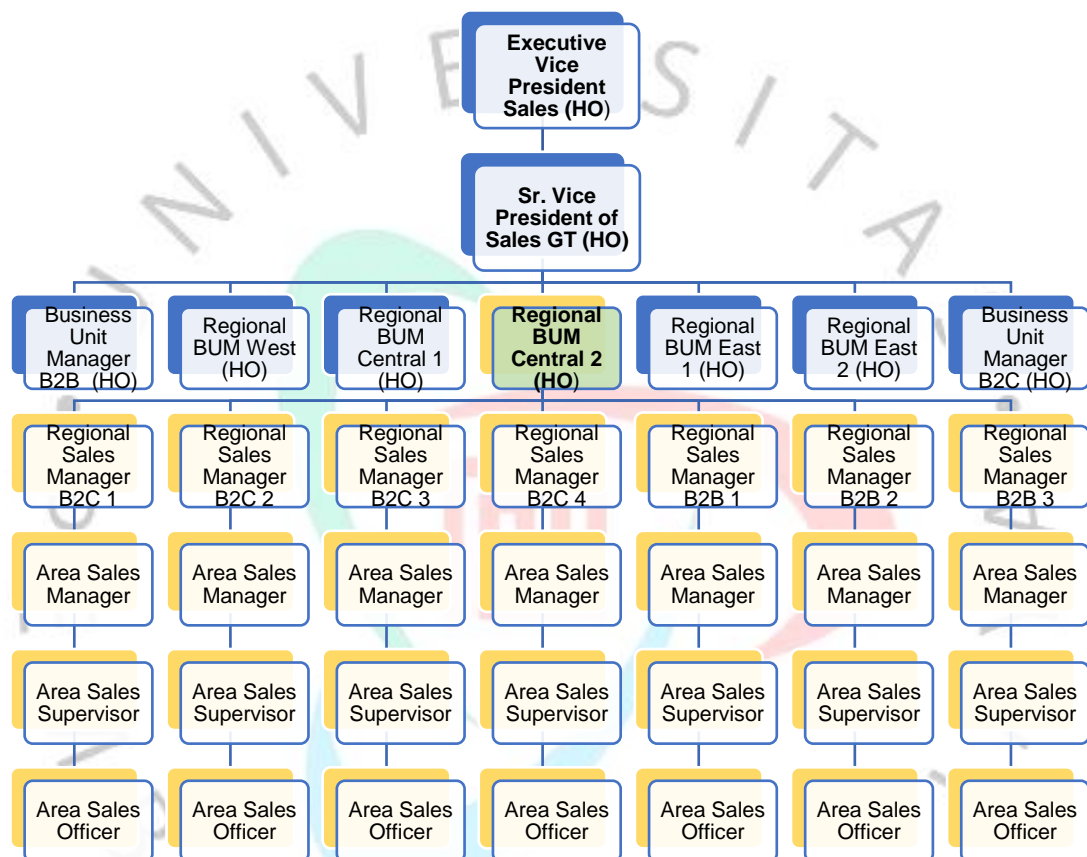 Executive
Vice
President
Sales (HO)
Sr. Vice
President of
Sales GT (HO)
Business
Unit
Manager
B2B (HO)
Regional
BUM West
(HO)
Regional
BUM
Central 1
(HO)
Regional
BUM
Central 2
(HO)
Regional
BUM East
1 (HO)
Regional
BUM East
2 (HO)
Business
Unit
Manager
B2C (HO)
Regional
Sales
Manager
B2C 1
Regional
Sales
Manager
B2C 2
Regional
Sales
Manager
B2C 3
Regional
Sales
Manager
B2C 4
Regional
Sales
Manager
B2B 1
Regional
Sales
Manager
B2B 2
Regional
Sales
Manager
B2B 3
Area Sales
Manager
Area Sales
Manager
Area Sales
Manager
Area Sales
Manager
Area Sales
Manager
Area Sales
Manager
Area Sales
Manager
Area Sales
Supervisor
Area Sales
Supervisor
Area Sales
Supervisor
Area Sales
Supervisor
Area Sales
Supervisor
Area Sales
Supervisor
Area Sales
Supervisor
Area Sales
Officer
Area Sales
Officer
Area Sales
Officer
Area Sales
Officer
Area Sales
Officer
Area Sales
Officer
Area Sales
Officer